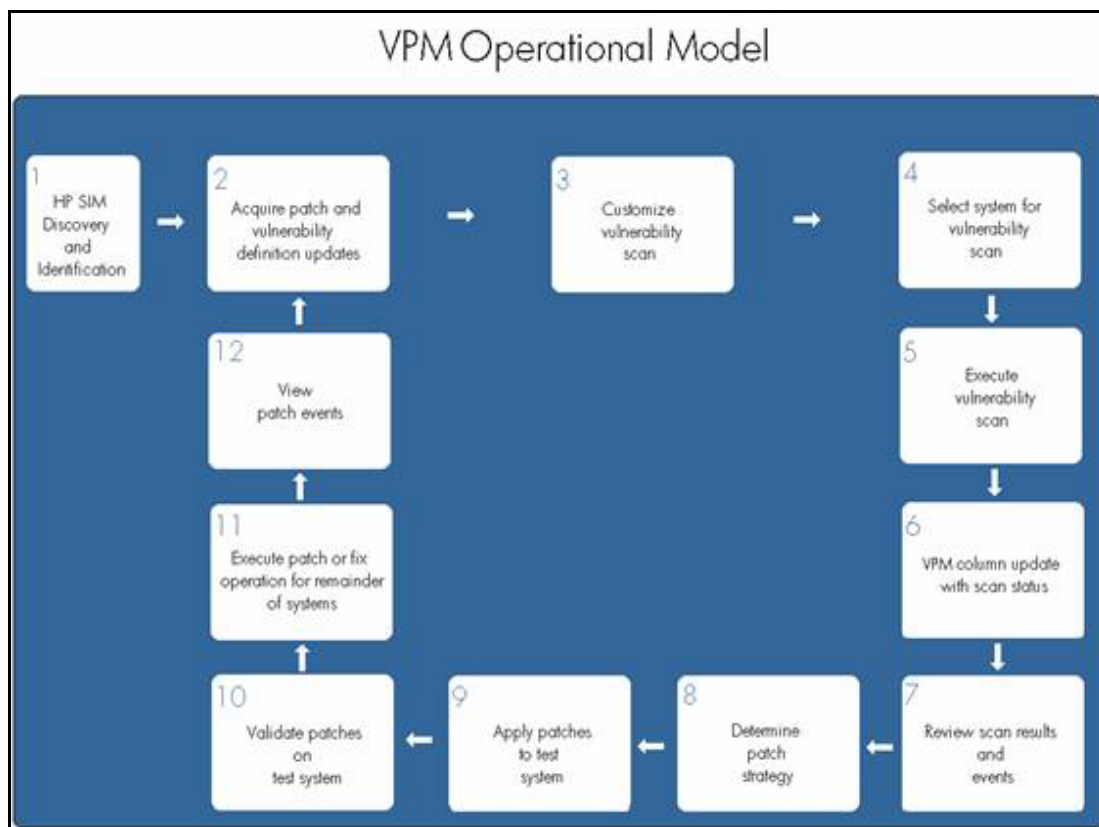 VPM Operational Model
1
HP SIM
Discovery
and
Identification
2
Acquire patch and
vulnerability
definition updates
3
Customize
vulnerability
scan
4
Select system for
vulnerability
scan
5
Execute
vulnerability
scan
6
VPM column update
with scan status
7
Review scan results
and
events
8
Determine
patch
strategy
9
Apply patches
to test
system
10
Validate patches
on
test system
11
Execute patch or fix
operation for remainder
of systems
12
View
patch events